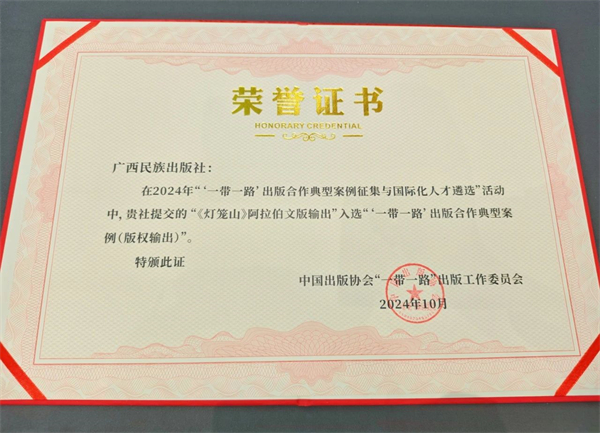 荣誉证书
HONORARY CREDENTIAL
广西民族出版社：
在2024年“‘一带一路’出版合作典型案例征集与国际化人才遴选”活动
中，贵社提交的“《灯笼山》阿拉伯文版输出”入选“‘一带一路’出版合作典型案
例（版权输出）”。
特颁此证
中国出版协会“一带一路”出版工作委员会
2024年10月